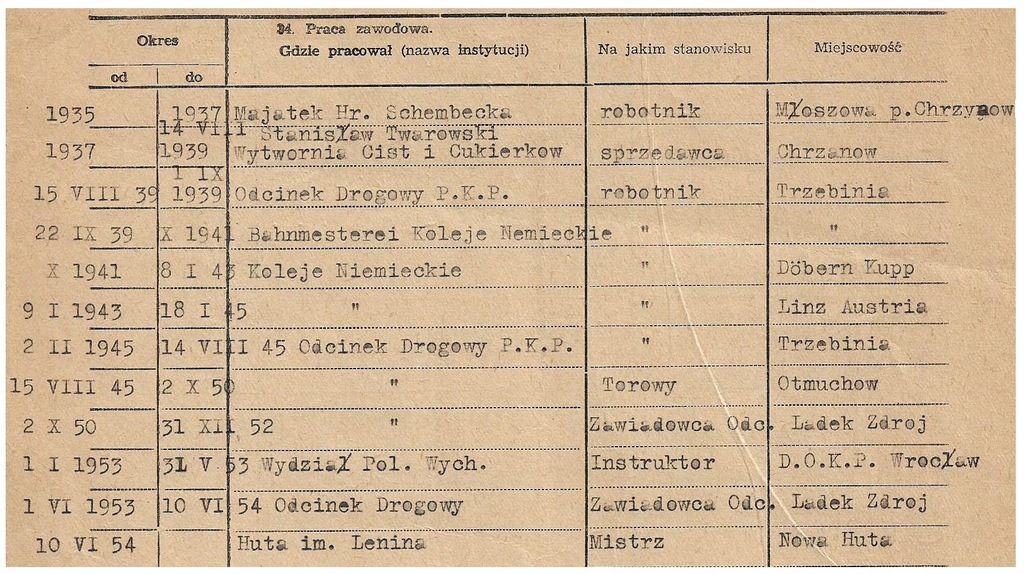 Okres
34. Praca zawodowa.
Gdzie pracował (nazwa instytucji)
Na jakim stanowisku
Miejscowość
od do
1935 1937 Majatek Hr. Schembecka robotnik Młoszowa p.Chrzynow
14 VIII Stanisław Twarowski
1937 1939 Wytwornia Cist i Cukierkow sprzedawca Chrzanow
I IX
15 VIII 39 1939 Odcinek Drogowy P.K.P. robotnik Trzebinia
22 IX 39 X 1941 Bahnmesterei Koleje Nemieckie " "
X 1941 8 I 43 Koleje Niemieckie " Döbern Kupp
9 I 1943 18 I 45 " " Linz Austria
2 II 1945 14 VIII 45 Odcinek Drogowy P.K.P. " Trzebinia
15 VIII 45 2 X 50 " Torowy Otmuchow
2 X 50 31 XII 52 " Zawiadowca Odc. Ladek Zdroj
1 I 1953 31 V 53 Wydział Pol. Wych. Instruktor D.O.K.P. Wrocław
1 VI 1953 10 VI 54 Odcinek Drogowy Zawiadowca Odc. Ladek Zdroj
10 VI 54 Huta im. Lenina Mistrz Nowa Huta